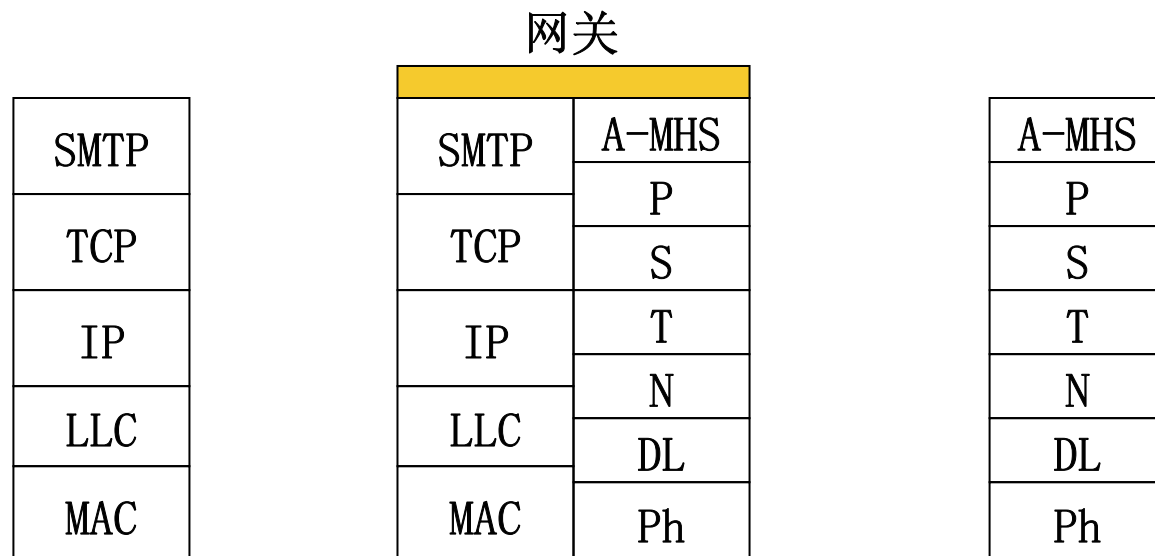 网关
SMTP
TCP
IP
LLC
MAC
SMTP
TCP
IP
LLC
MAC
A-MHS
P
S
T
N
DL
Ph
A-MHS
P
S
T
N
DL
Ph